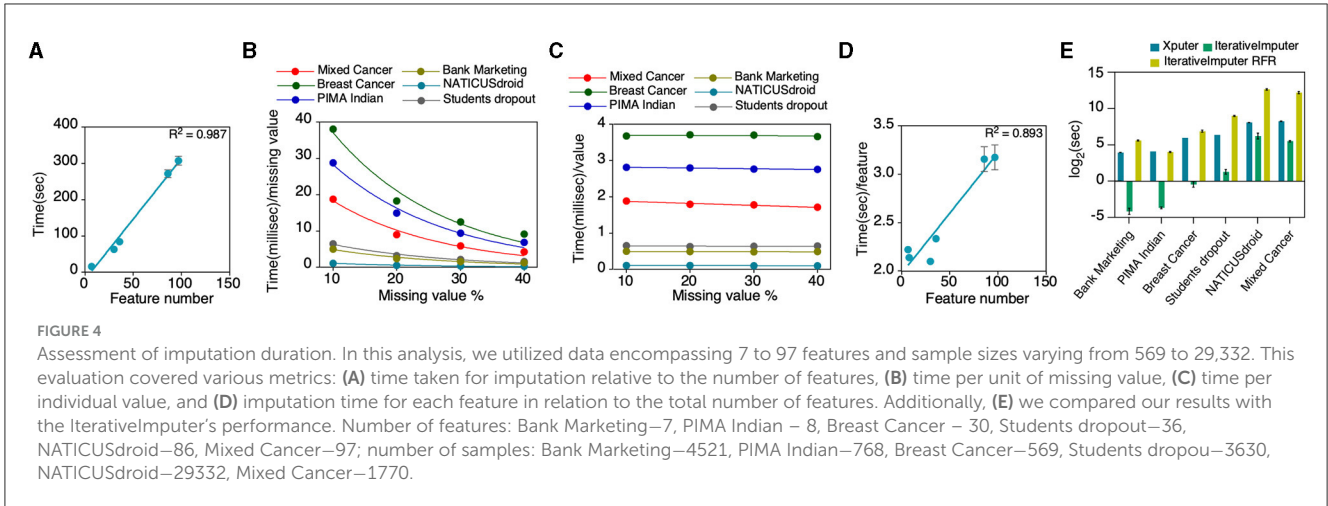 A
R² = 0.987
400
300
200
100
0
0
50
100
150
Time(sec)
Feature number
B
Mixed Cancer
Breast Cancer
PIMA Indian
Bank Marketing
NATICUSdroid
Students dropout
40
30
20
10
0
10
20
30
40
Time(millisec)/missing value
Missing value %
C
Mixed Cancer
Breast Cancer
PIMA Indian
Bank Marketing
NATICUSdroid
Students dropout
4
3
2
1
0
10
20
30
40
Time(millisec)/value
Missing value %
D
R² = 0.893
3.5
3.0
2.6
2.0
0
50
100
150
Time(sec)/feature
Feature number
E
Xputer
IterativeImputer
IterativeImputer RFR
15
10
5
0
-5
log₂(sec)
Bank Marketing
PIMA Indian
Breast Cancer
Students dropout
NATICUSdroid
Mixed Cancer
FIGURE 4
Assessment of imputation duration. In this analysis, we utilized data encompassing 7 to 97 features and sample sizes varying from 569 to 29,332. This
evaluation covered various metrics: (A) time taken for imputation relative to the number of features, (B) time per unit of missing value, (C) time per
individual value, and (D) imputation time for each feature in relation to the total number of features. Additionally, (E) we compared our results with
the IterativeImputer's performance. Number of features: Bank Marketing—7, PIMA Indian – 8, Breast Cancer – 30, Students dropout—36,
NATICUSdroid—86, Mixed Cancer—97; number of samples: Bank Marketing—4521, PIMA Indian—768, Breast Cancer—569, Students dropou—3630,
NATICUSdroid—29332, Mixed Cancer—1770.